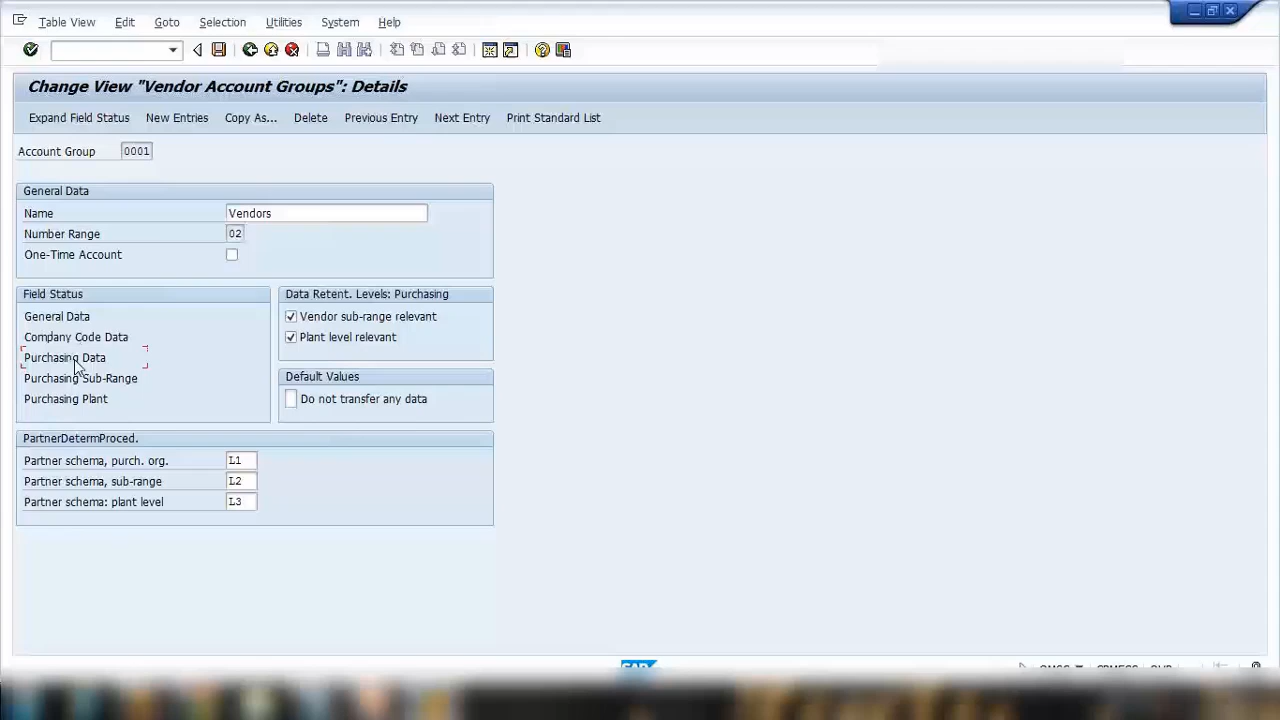 Table View Edit Goto Selection Utilities System Help
Change View "Vendor Account Groups": Details
Expand Field Status New Entries Copy As... Delete Previous Entry Next Entry Print Standard List
Account Group 0001
General Data
Name Vendors
Number Range 02
One-Time Account
Field Status
General Data
Company Code Data
Purchasing Data
Purchasing Sub-Range
Purchasing Plant
Data Retent. Levels: Purchasing
Vendor sub-range relevant
Plant level relevant
Default Values
Do not transfer any data
PartnerDetermProced.
Partner schema, purch. org. L1
Partner schema, sub-range L2
Partner schema: plant level L3
SAP